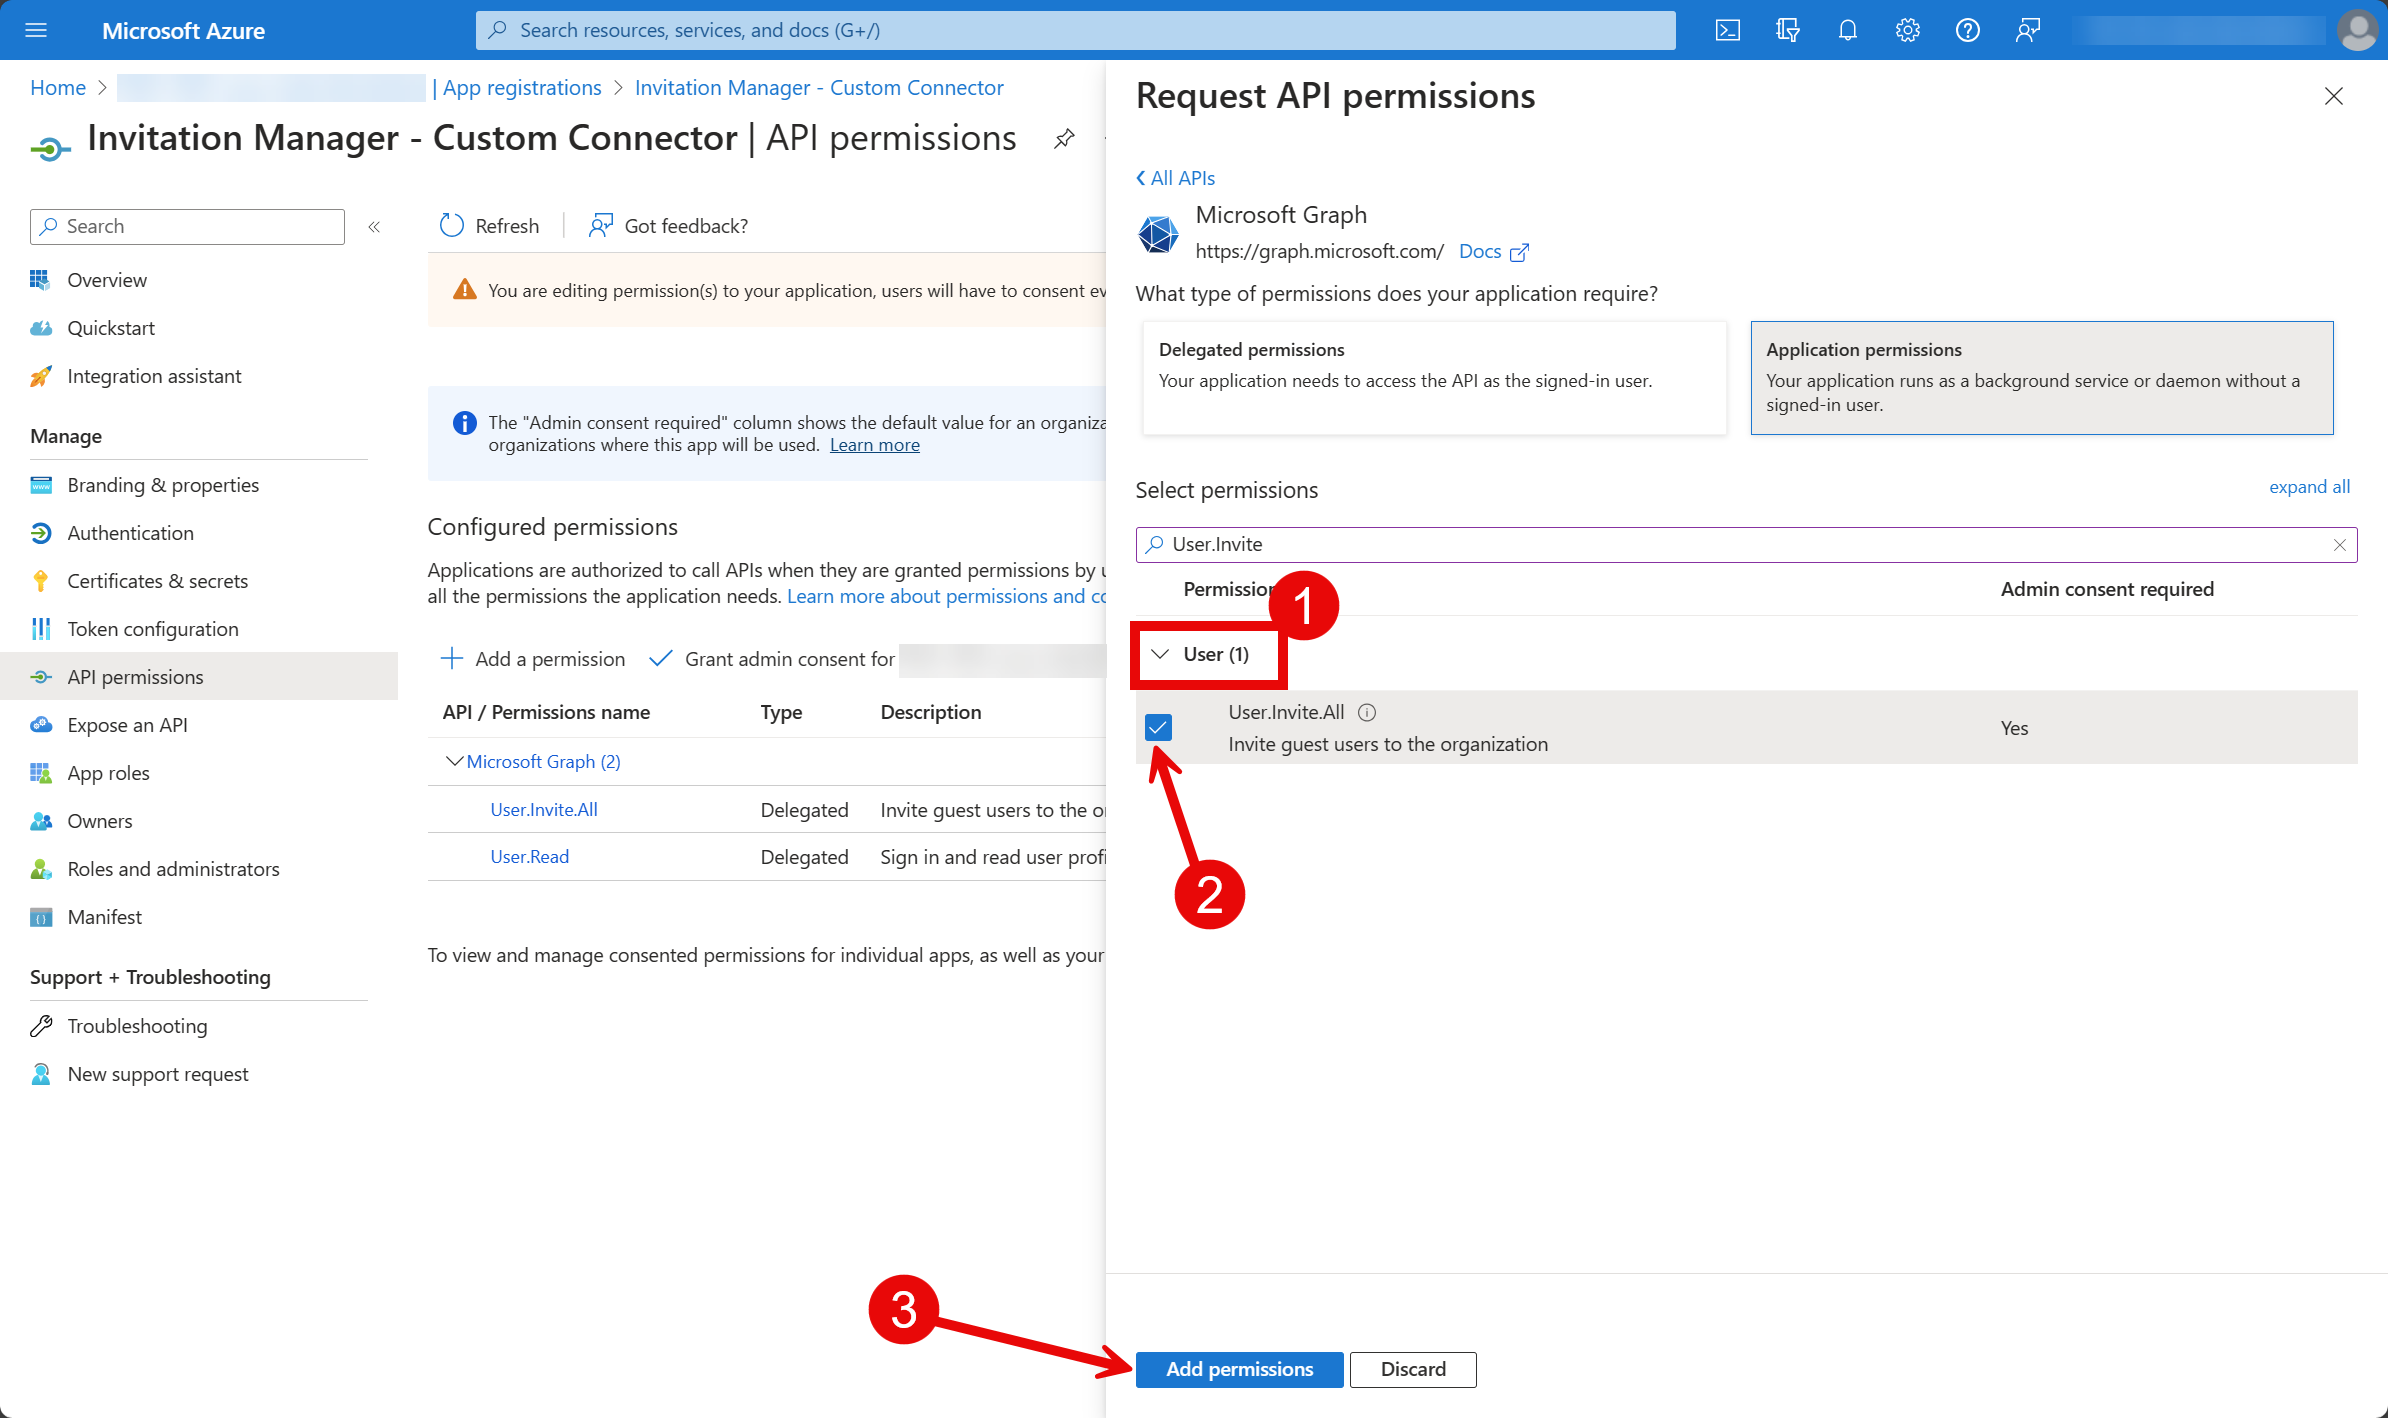 Microsoft Azure
Search resources, services, and docs (G+/)
Home
| App registrations
Invitation Manager - Custom Connector
Invitation Manager - Custom Connector | API permissions
Search
Overview
Quickstart
Integration assistant
Manage
Branding & properties
Authentication
Certificates & secrets
Token configuration
API permissions
Expose an API
App roles
Owners
Roles and administrators
Manifest
Support + Troubleshooting
Troubleshooting
New support request
Refresh
Got feedback?
You are editing permission(s) to your application, users will have to consent ev
The "Admin consent required" column shows the default value for an organiza
organizations where this app will be used. Learn more
Configured permissions
Applications are authorized to call APIs when they are granted permissions by u
all the permissions the application needs. Learn more about permissions and co
Add a permission
Grant admin consent for
API / Permissions name Type Description
Microsoft Graph (2)
User.Invite.All Delegated Invite guest users to the o
User.Read Delegated Sign in and read user profi
To view and manage consented permissions for individual apps, as well as your
Request API permissions
All APIs
Microsoft Graph
https://graph.microsoft.com/ Docs
What type of permissions does your application require?
Delegated permissions
Your application needs to access the API as the signed-in user.
Application permissions
Your application runs as a background service or daemon without a
signed-in user.
Select permissions
expand all
User.Invite
Permission Admin consent required
1
User (1)
User.Invite.All
Invite guest users to the organization
Yes
2
3
Add permissions
Discard